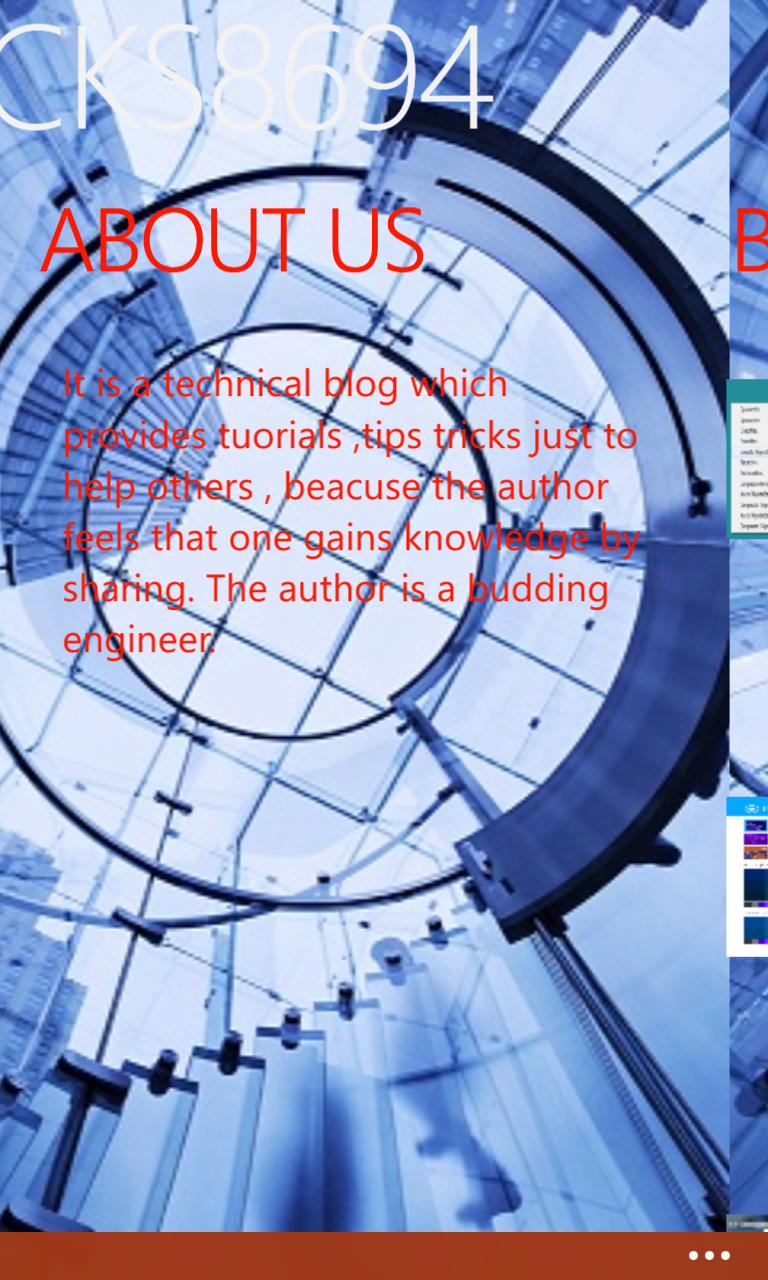 CKS8694
ABOUT US
B
It is a technical blog which
provides tuorials ,tips tricks just to
help others , beacuse the author
feels that one gains knowledge by
sharing. The author is a budding
engineer.